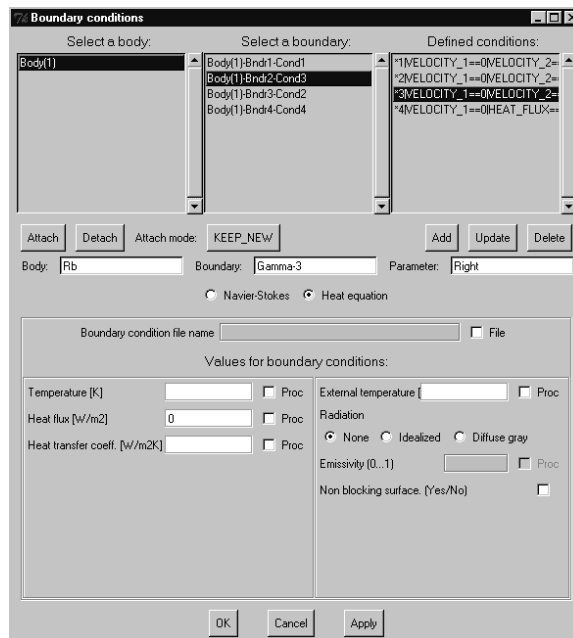 Boundary conditions
Select a body: Select a boundary: Defined conditions:
Body{1} Body{1}-Bndr1-Cond1 *1|VELOCITY_1==0|VELOCITY_2=
Body{1}-Bndr2-Cond3 *2|VELOCITY_1==0|VELOCITY_2=
Body{1}-Bndr3-Cond2 *3|VELOCITY_1==0|VELOCITY_2=
Body{1}-Bndr4-Cond4 *4|VELOCITY_1==0|HEAT_FLUX==
Attach Detach Attach mode: KEEP_NEW Add Update Delete
Body: Rb Boundary: Gamma-3 Parameter: Right
Navier-Stokes Heat equation
Boundary condition file name File
Values for boundary conditions:
Temperature [K] Proc External temperature [ Proc
Heat flux [W/m2] 0 Proc Radiation
None Idealized Diffuse gray
Heat transfer coeff. [W/m2K] Proc
Emissivity (0...1) Proc
Non blocking surface. (Yes/No)
OK Cancel Apply